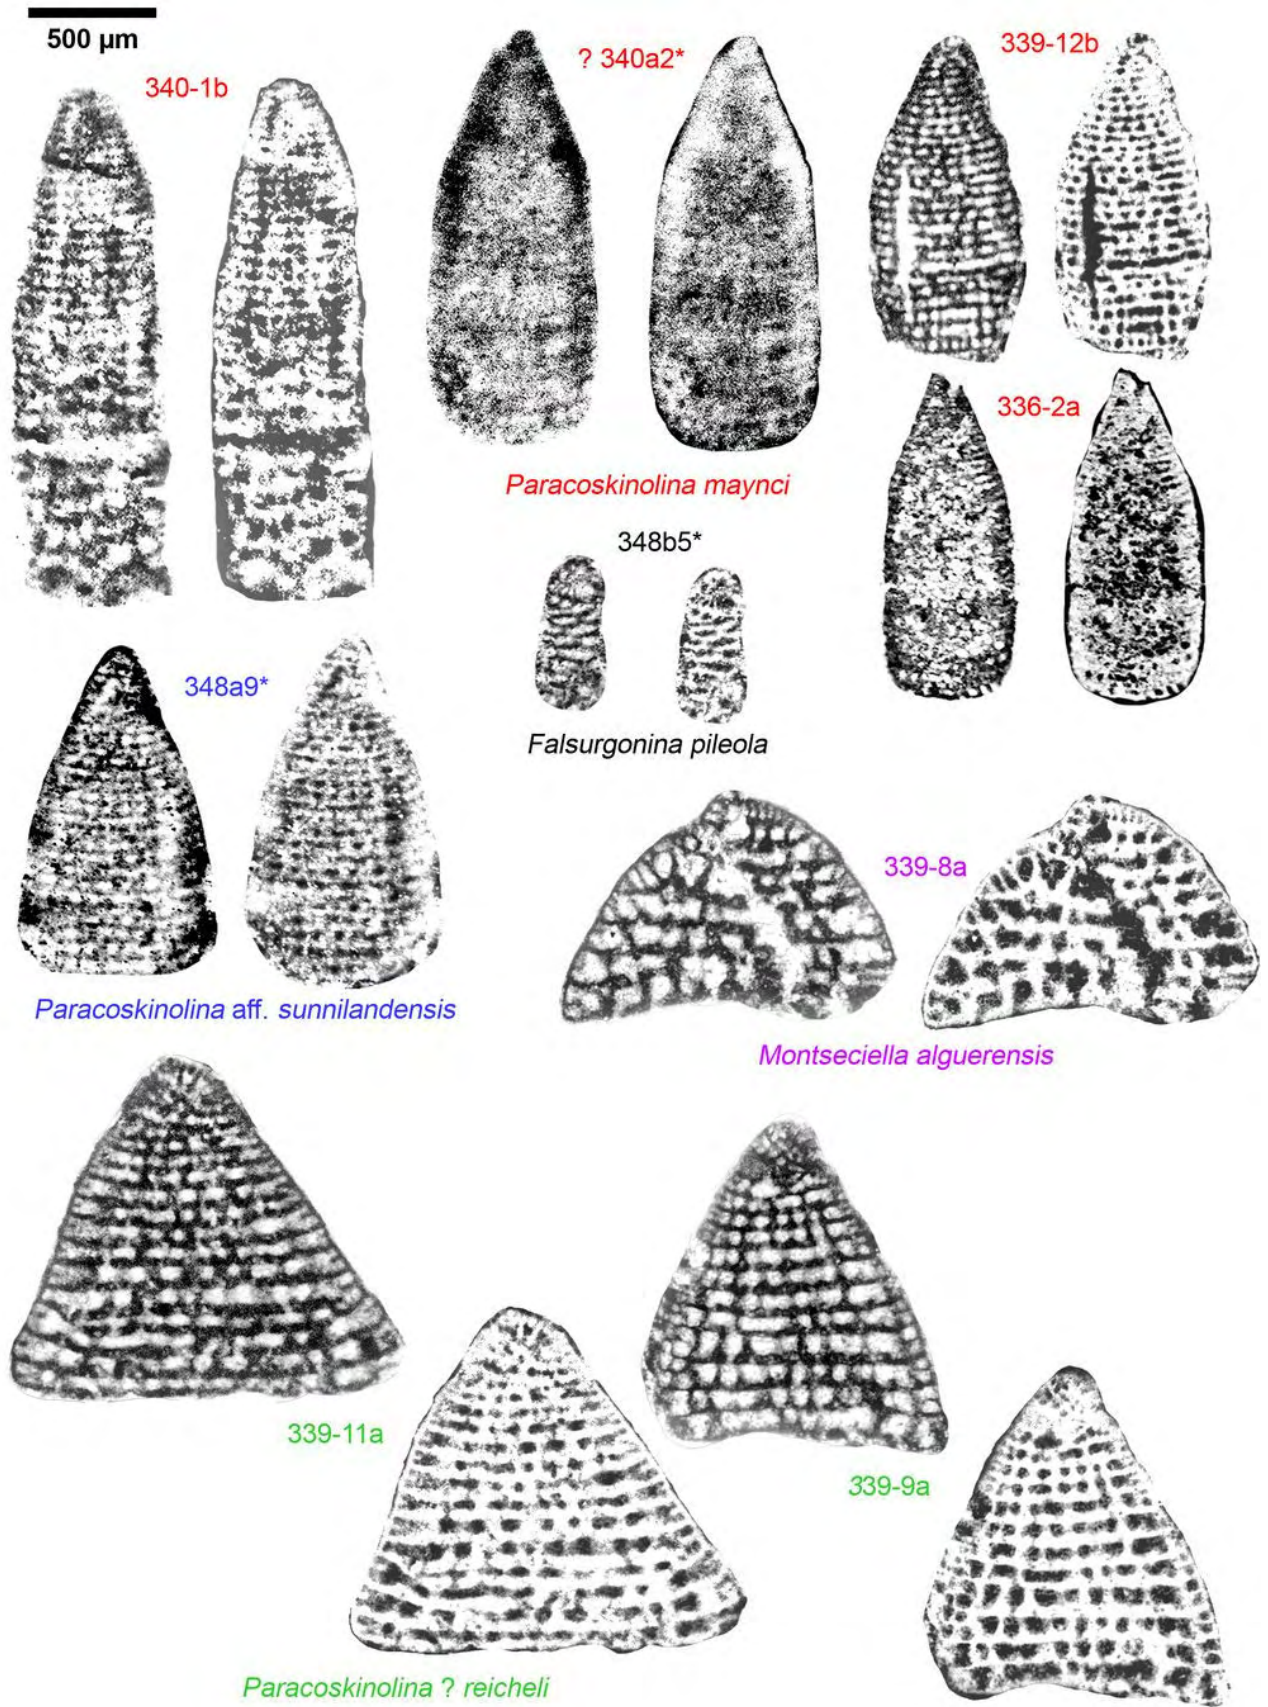 500 µm
340-1b
? 340a2*
339-12b
336-2a
Paracoskinolina maynci
348b5*
348a9*
Falsurgonina pileola
339-8a
Paracoskinolina aff. sunnilandensis
Montseciella alguerensis
339-11a
339-9a
Paracoskinolina ? reicheli